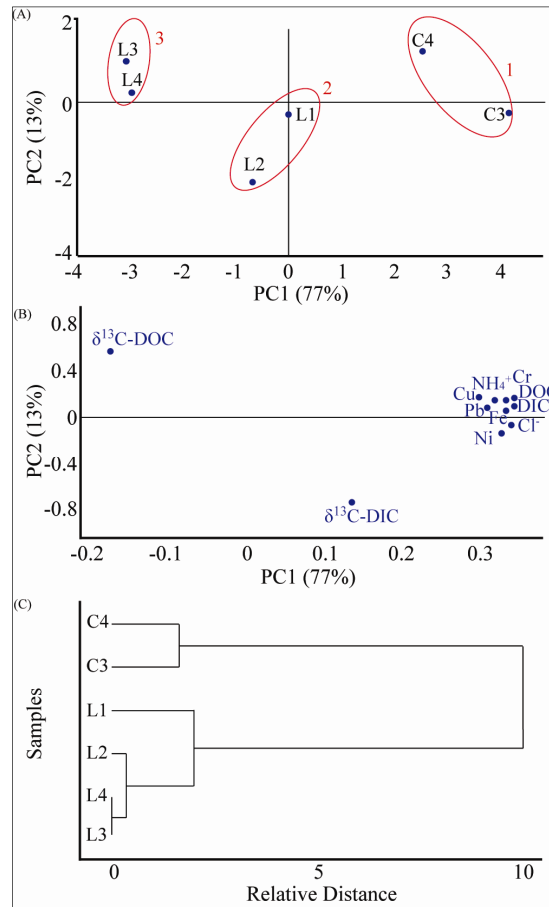 (A)
2
0
-2
-4
PC2 (13%)
L3
3
L4
2
L1
L2
C4
1
C3
-4 -3 -2 -1 0 1 2 3 4
PC1 (77%)
(B)
0.8
0.4
0
-0.4
-0.8
PC2 (13%)
δ¹³C-DOC
NH₄⁺ Cr
Cu DOC
Pb Fe DIC
Ni Cl⁻
δ¹³C-DIC
-0.2 -0.1 0 0.1 0.2 0.3
PC1 (77%)
(C)
C4
C3
L1
L2
L4
L3
Samples
0 5 10
Relative Distance